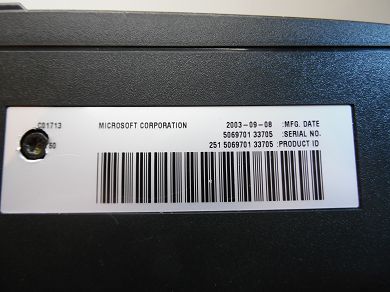 C01713 MICROSOFT CORPORATION 2003-09-08 :MFG. DATE
5069701 33705 :SERIAL NO.
251 5069701 33705 :PRODUCT ID